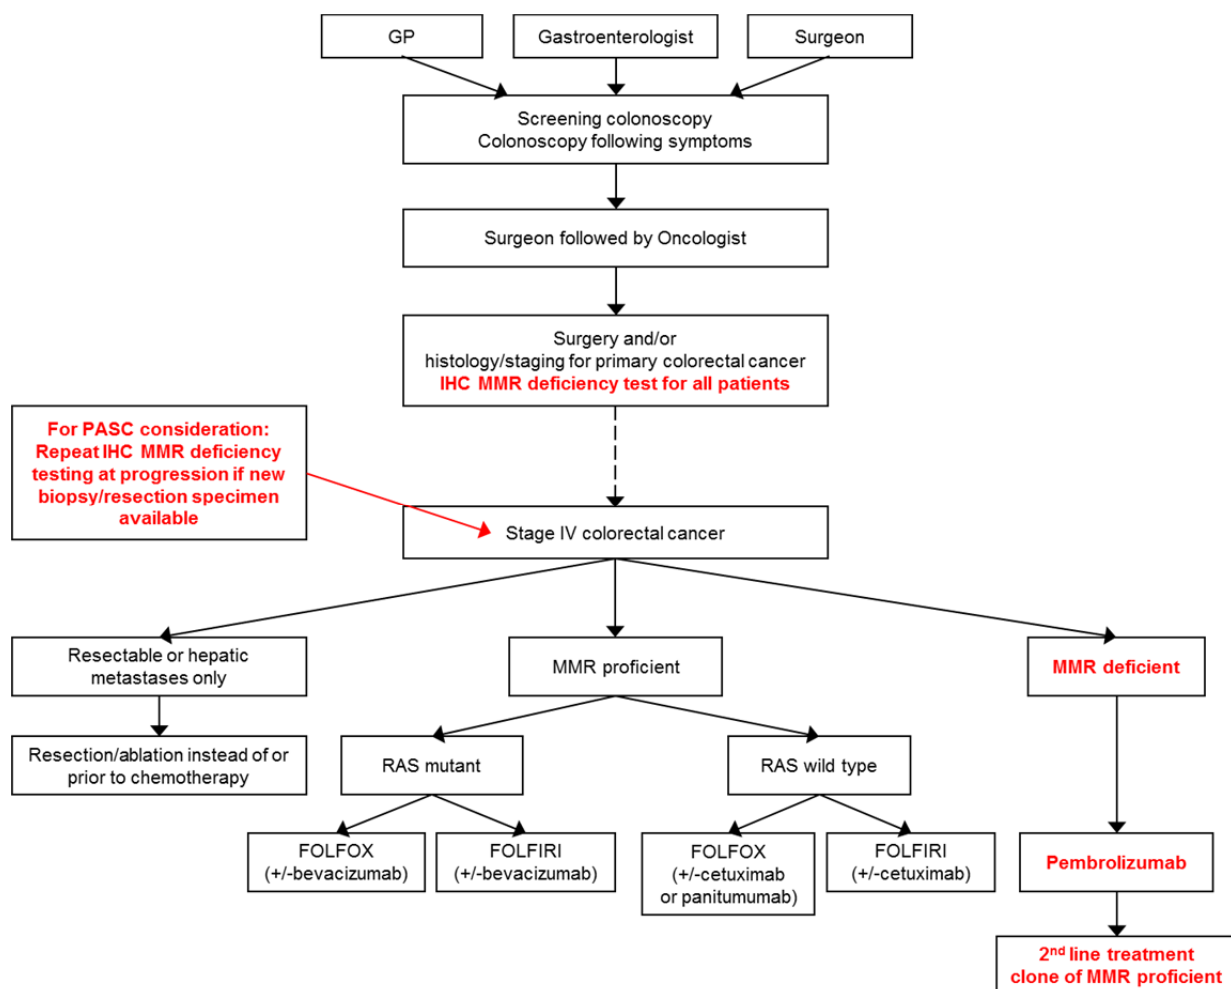 GP
Gastroenterologist
Surgeon
Screening colonoscopy
Colonoscopy following symptoms
Surgeon followed by Oncologist
Surgery and/or
histology/staging for primary colorectal cancer
IHC MMR deficiency test for all patients
For PASC consideration:
Repeat IHC MMR deficiency
testing at progression if new
biopsy/resection specimen
available
Stage IV colorectal cancer
Resectable or hepatic
metastases only
MMR proficient
MMR deficient
Resection/ablation instead of or
prior to chemotherapy
RAS mutant
RAS wild type
FOLFOX
(+/-bevacizumab)
FOLFIRI
(+/-bevacizumab)
FOLFOX
(+/-cetuximab
or panitumumab)
FOLFIRI
(+/-cetuximab)
Pembrolizumab
2nd line treatment
clone of MMR proficient